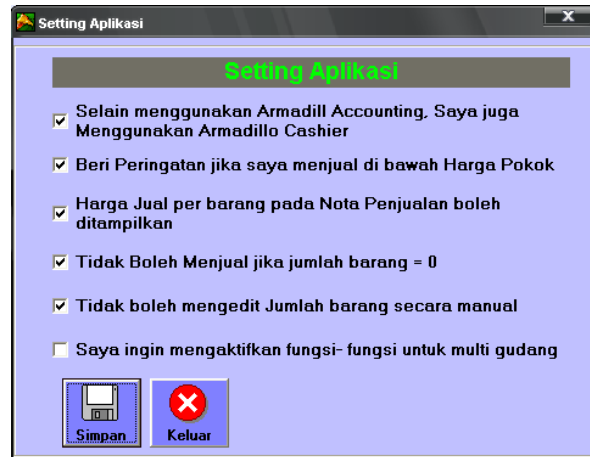 Setting Aplikasi
X
Setting Aplikasi
Selain menggunakan Armadill Accounting, Saya juga
Menggunakan Armadillo Cashier
Beri Peringatan jika saya menjual di bawah Harga Pokok
Harga Jual per barang pada Nota Penjualan boleh
ditampilkan
Tidak Boleh Menjual jika jumlah barang = 0
Tidak boleh mengedit Jumlah barang secara manual
Saya ingin mengaktifkan fungsi- fungsi untuk multi gudang
Simpan
Keluar